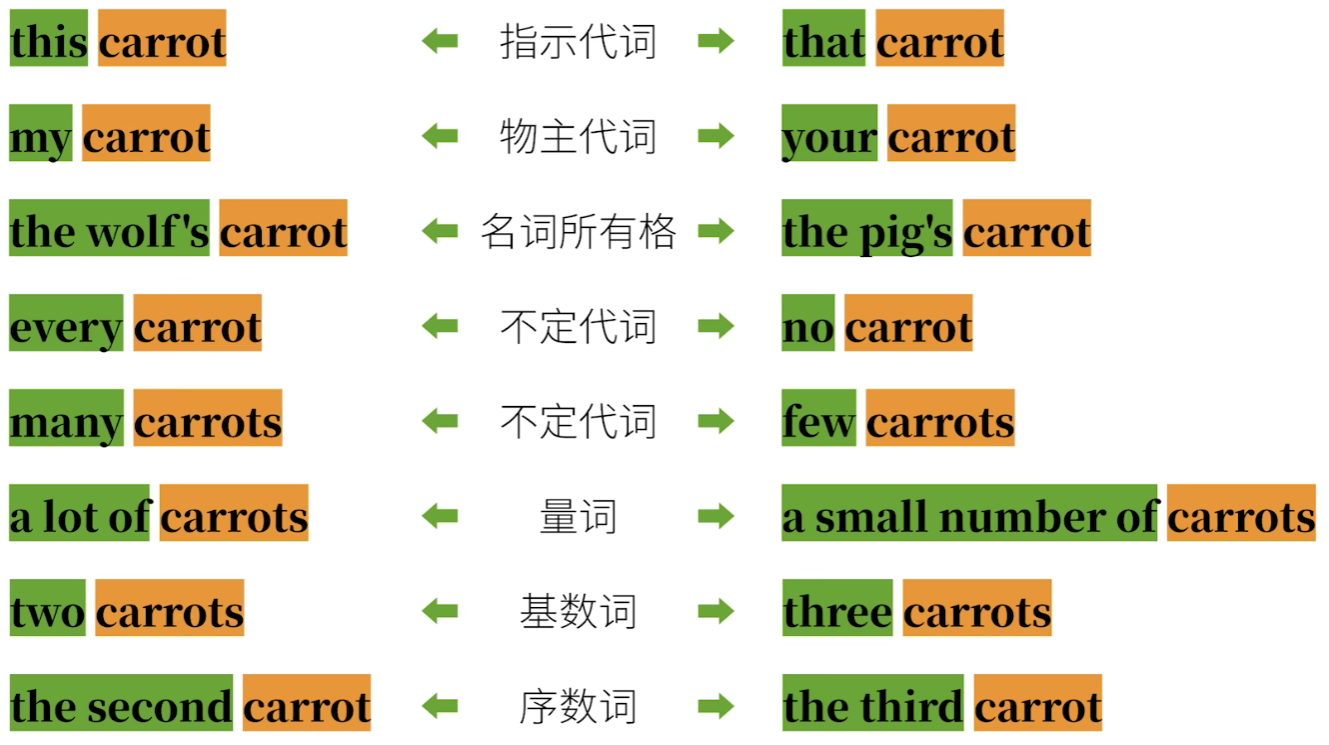 this carrot 指示代词 that carrot
my carrot 物主代词 your carrot
the wolf's carrot 名词所有格 the pig's carrot
every carrot 不定代词 no carrot
many carrots 不定代词 few carrots
a lot of carrots 量词 a small number of carrots
two carrots 基数词 three carrots
the second carrot 序数词 the third carrot